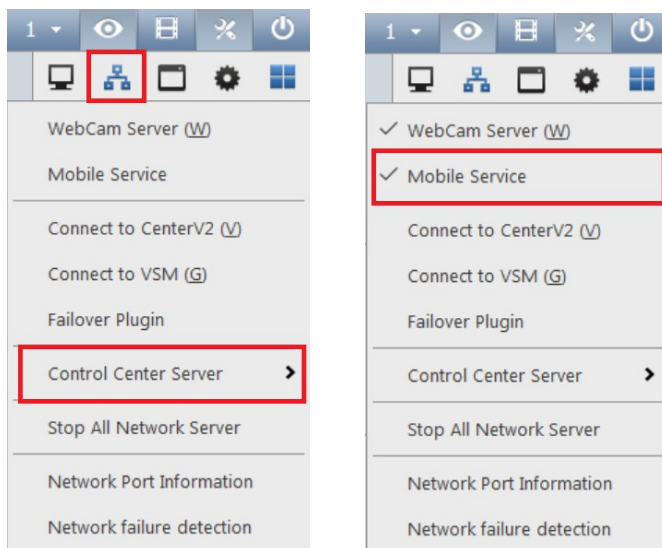 1
WebCam Server (W)
Mobile Service
Connect to CenterV2 (V)
Connect to VSM (G)
Failover Plugin
Control Center Server
Stop All Network Server
Network Port Information
Network failure detection
1
WebCam Server (W)
Mobile Service
Connect to CenterV2 (V)
Connect to VSM (G)
Failover Plugin
Control Center Server
Stop All Network Server
Network Port Information
Network failure detection